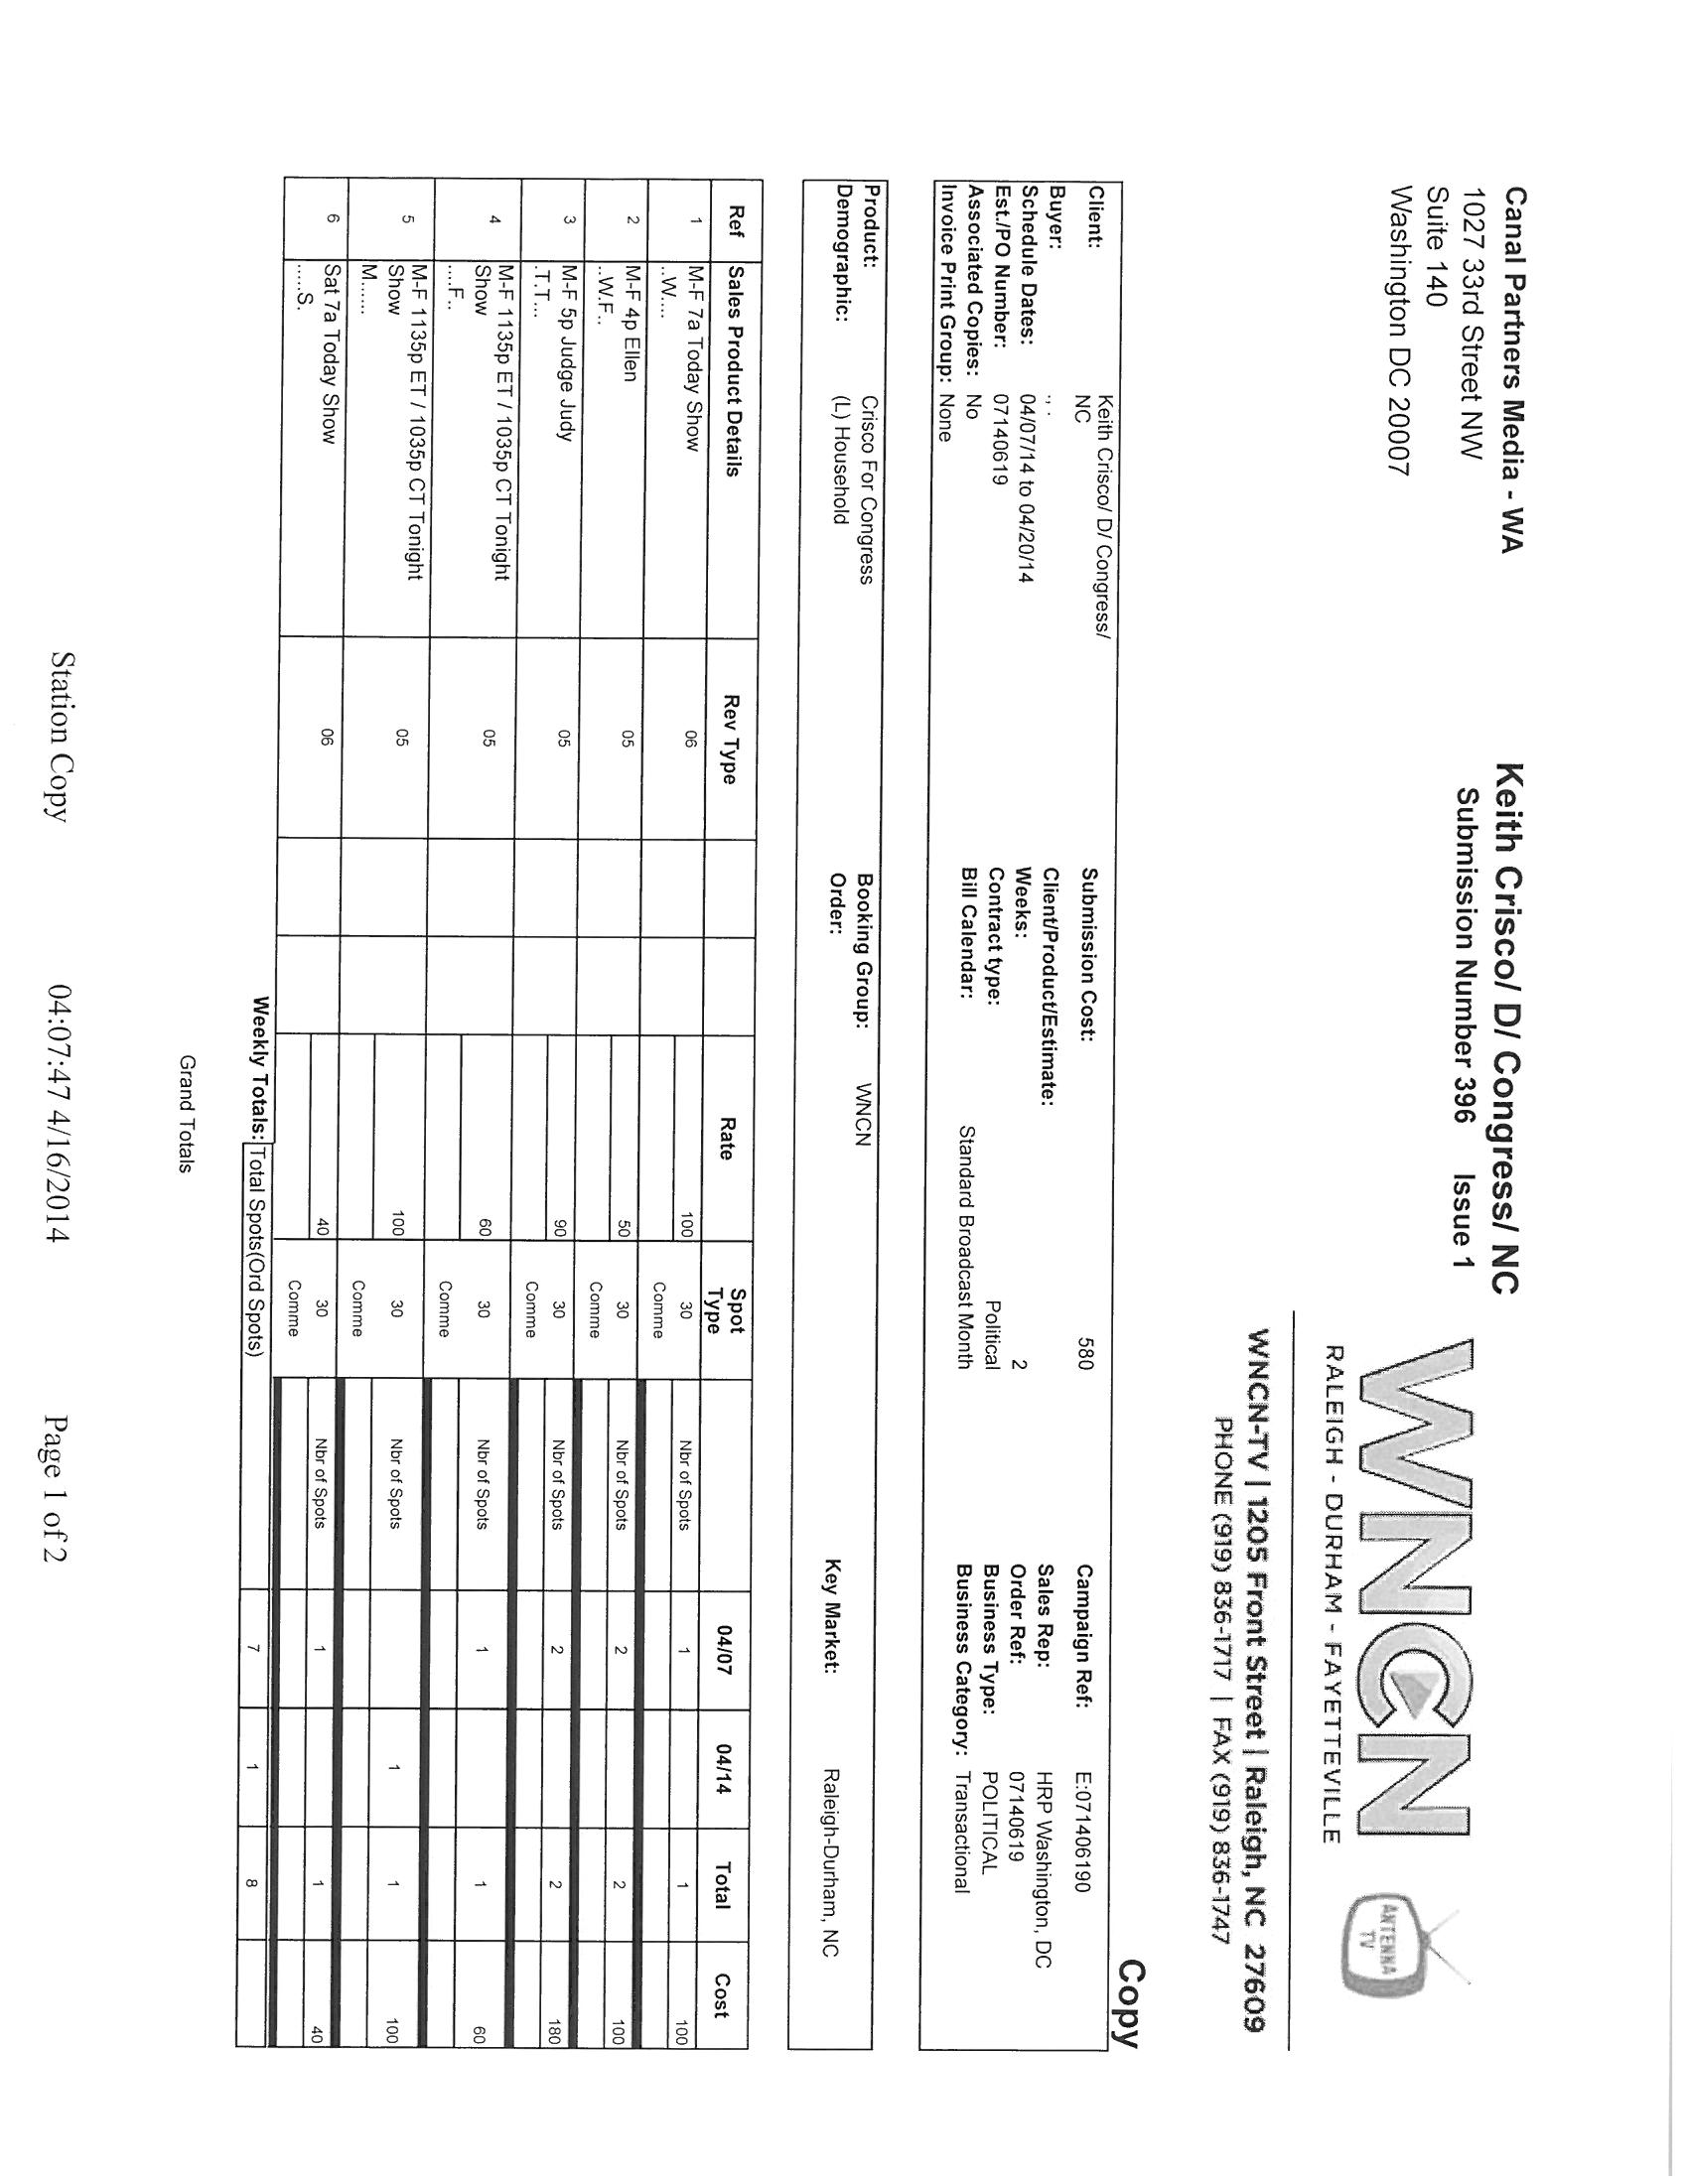 Canal Partners Media - WA
1027 33rd Street NW
Suite 140
Washington DC 20007
Keith Crisco/ D/ Congress/ NC
Submission Number 396 Issue 1
WNCN
RALEIGH - DURHAM - FAYETTEVILLE
ANTENNA
TV
WNCN-TV | 1205 Front Street | Raleigh, NC 27609
PHONE (919) 836-1717 | FAX (919) 836-1747
Copy
Client: Keith Crisco/ D/ Congress/ Submission Cost: 580 Campaign Ref: E:07140619
NC
Buyer: ., . Client/Product/Estimate: Sales Rep: HRP Washington, DC
Schedule Dates: 04/07/14 to 04/20/14 Weeks: 2 Order Ref: 07140619
Est./PO Number: 07140619 Contract type: Political Business Type: POLITICAL
Associated Copies: No Bill Calendar: Standard Broadcast Month Business Category: Transactional
Invoice Print Group: None
Product: Crisco For Congress Booking Group: WNCN
Demographic: (L) Household Order: Key Market: Raleigh-Durham, NC
Ref Sales Product Details Rev Type Rate Spot Type 04/07 04/14 Total Cost
1 M-F 7a Today Show 06 100 30 Nbr of Spots 1 1 100
..W.... Comme
2 M-F 4p Ellen 05 50 30 Nbr of Spots 2 2 100
..W.F.. Comme
3 M-F 5p Judge Judy 05 90 30 Nbr of Spots 2 2 180
.T.T... Comme
4 M-F 1135p ET / 1035p CT Tonight 05 60 30 Nbr of Spots 1 1 60
Show Comme
....F..
5 M-F 1135p ET / 1035p CT Tonight 05 100 30 Nbr of Spots 1 1 100
Show Comme
M......
6 Sat 7a Today Show 06 40 30 Nbr of Spots 1 1 40
.....S. Comme
Weekly Totals: Total Spots(Ord Spots) 7 1 8
Grand Totals
Station Copy 04:07:47 4/16/2014 Page 1 of 2